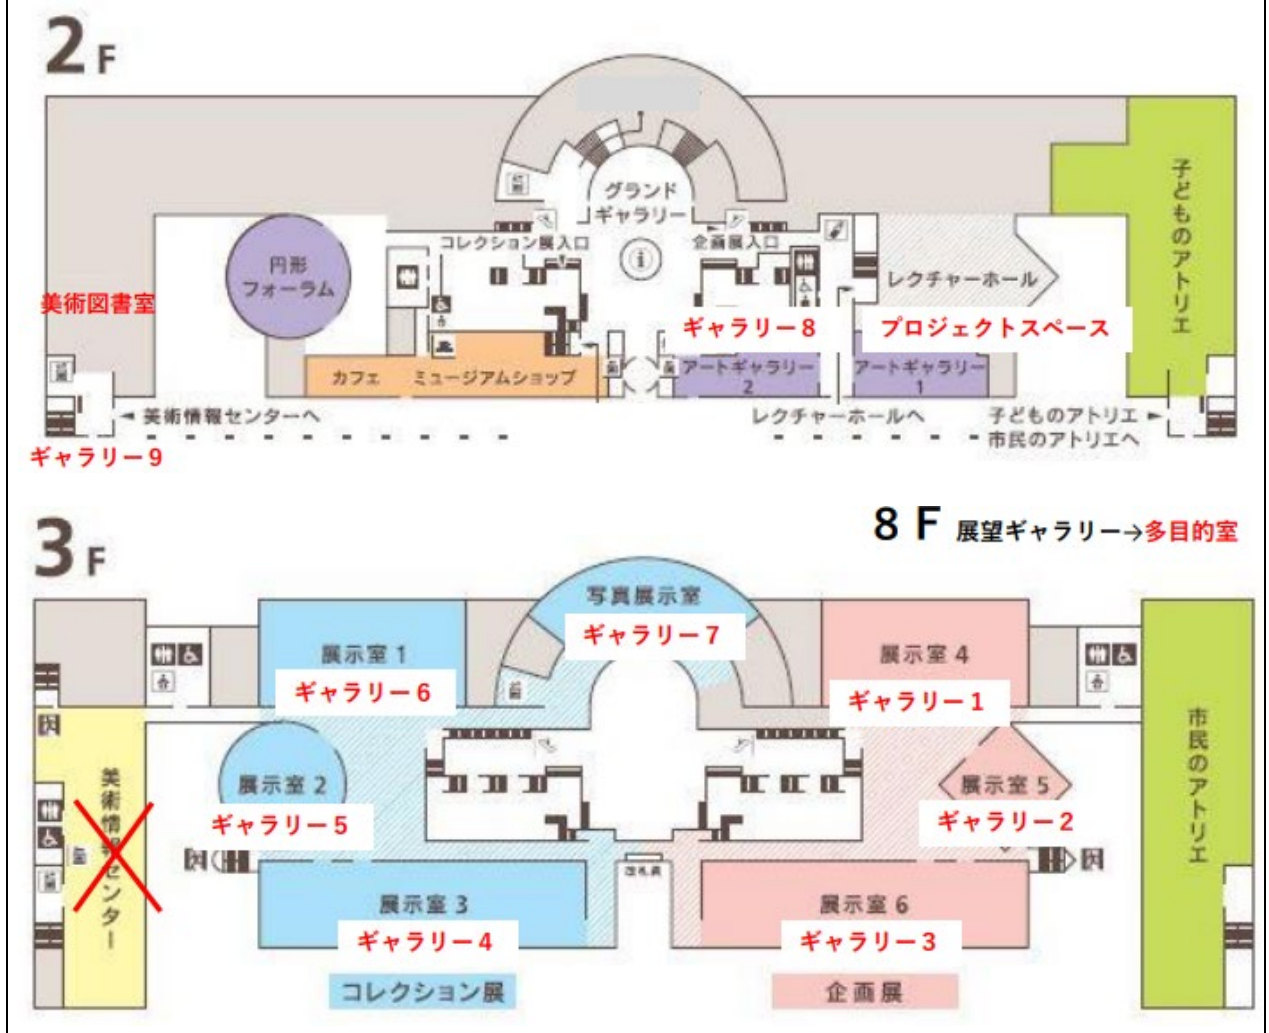 2F
グランド
ギャラリー
コレクション展入口
企画展入口
円形
フォーラム
レクチャーホール
子どものアトリエ
美術図書室
ギャラリー8
プロジェクトスペース
カフェ
ミュージアムショップ
アートギャラリー
2
アートギャラリー
1
◄ 美術情報センターへ
レクチャーホールへ
子どものアトリエ ►
市民のアトリエへ
ギャラリー9
8F 展望ギャラリー→多目的室
3F
写真展示室
ギャラリー7
展示室 1
ギャラリー6
展示室 4
ギャラリー1
展示室 2
ギャラリー5
展示室 5
ギャラリー2
美術情報センター
市民のアトリエ
改札口
展示室 3
ギャラリー4
展示室 6
ギャラリー3
コレクション展
企画展